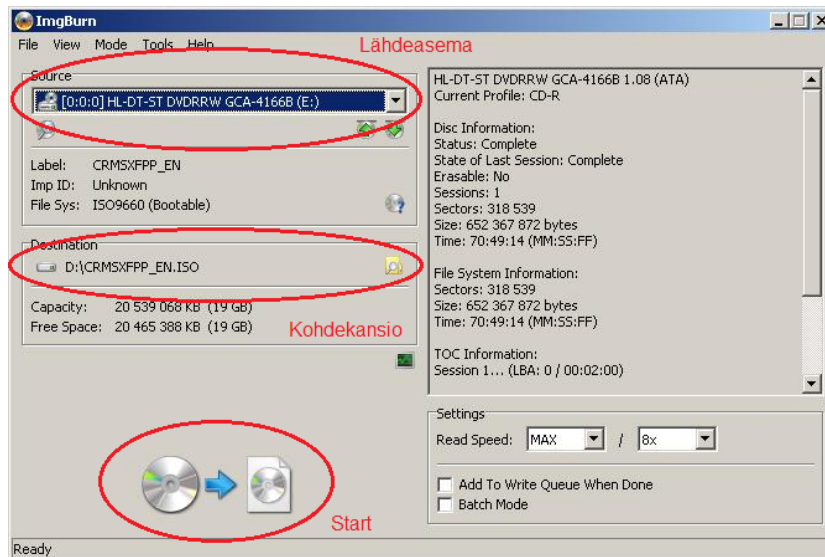 ImgBurn
File View Mode Tools Help
Lähdeasema
Source
[0:0:0] HL-DT-ST DVDRRW GCA-4166B (E:)
Label: CRMSXFPP_EN
Imp ID: Unknown
File Sys: ISO9660 (Bootable)
Destination
D:\CRMSXFPP_EN.ISO
Capacity: 20 539 068 KB (19 GB)
Free Space: 20 465 388 KB (19 GB)
Kohdekansio
Start
HL-DT-ST DVDRRW GCA-4166B 1.08 (ATA)
Current Profile: CD-R
Disc Information:
Status: Complete
State of Last Session: Complete
Erasable: No
Sessions: 1
Sectors: 318 539
Size: 652 367 872 bytes
Time: 70:49:14 (MM:SS:FF)
File System Information:
Sectors: 318 539
Size: 652 367 872 bytes
Time: 70:49:14 (MM:SS:FF)
TOC Information:
Session 1... (LBA: 0 / 00:02:00)
Settings
Read Speed: MAX / 8x
Add To Write Queue When Done
Batch Mode
Ready